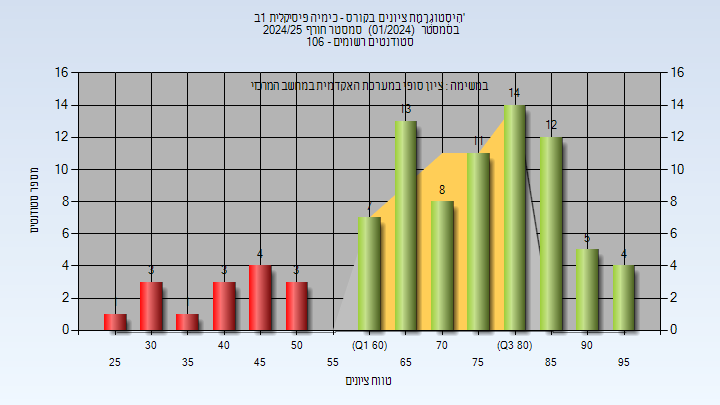 היסטוגרמת ציונים בקורס - כימיה פיסיקלית 1ב'
בסמסטר (01/2024) סמסטר חורף 2024/25
סטודנטים רשומים - 106
במשימה : ציון סופי במערכת האקדמית במחשב המרכזי
מספר סטודנטים
16 14 12 10 8 6 4 2 0
3 3 4 3 7 13 8 11 14 12 5 4
16 14 12 10 8 6 4 2 0
30 40 50 (Q1 60) 70 (Q3 80) 90
25 35 45 55 65 75 85 95
טווח ציונים